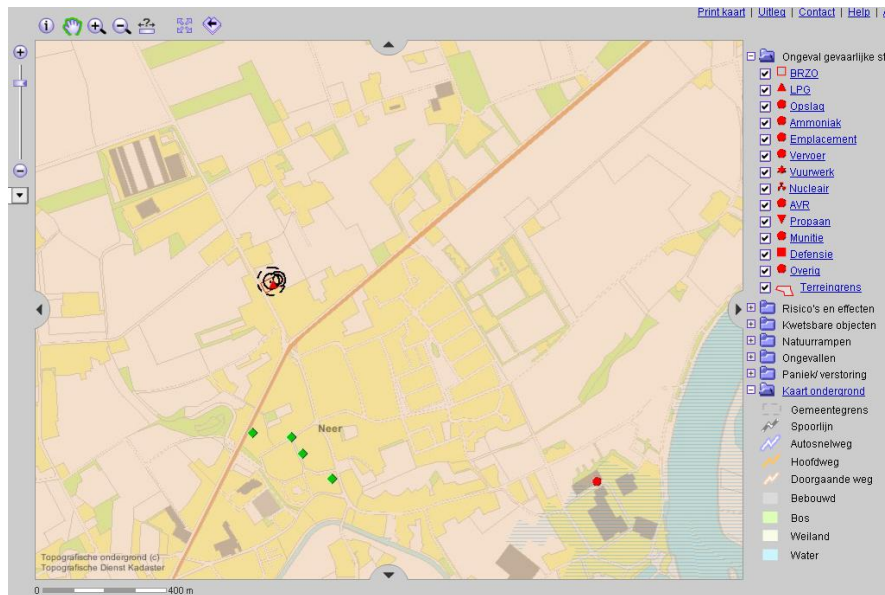 Print kaart | Uitleg | Contact | Help |
Ongeval gevaarlijke
BRZO
LPG
Opslag
Ammoniak
Emplacement
Vervoer
Vuurwerk
Nucleair
AVR
Propaan
Munitie
Defensie
Overig
Terreingrens
Risico's en effecten
Kwetsbare objecten
Natuurrampen
Ongevallen
Paniek/verstoring
Kaart ondergrond
Gemeentegrens
Spoorlijn
Autosnelweg
Hoofdweg
Doorgaande weg
Bebouwd
Bos
Weiland
Water
Neer
Topografische ondergrond (c)
Topografische Dienst Kadaster
0 400 m